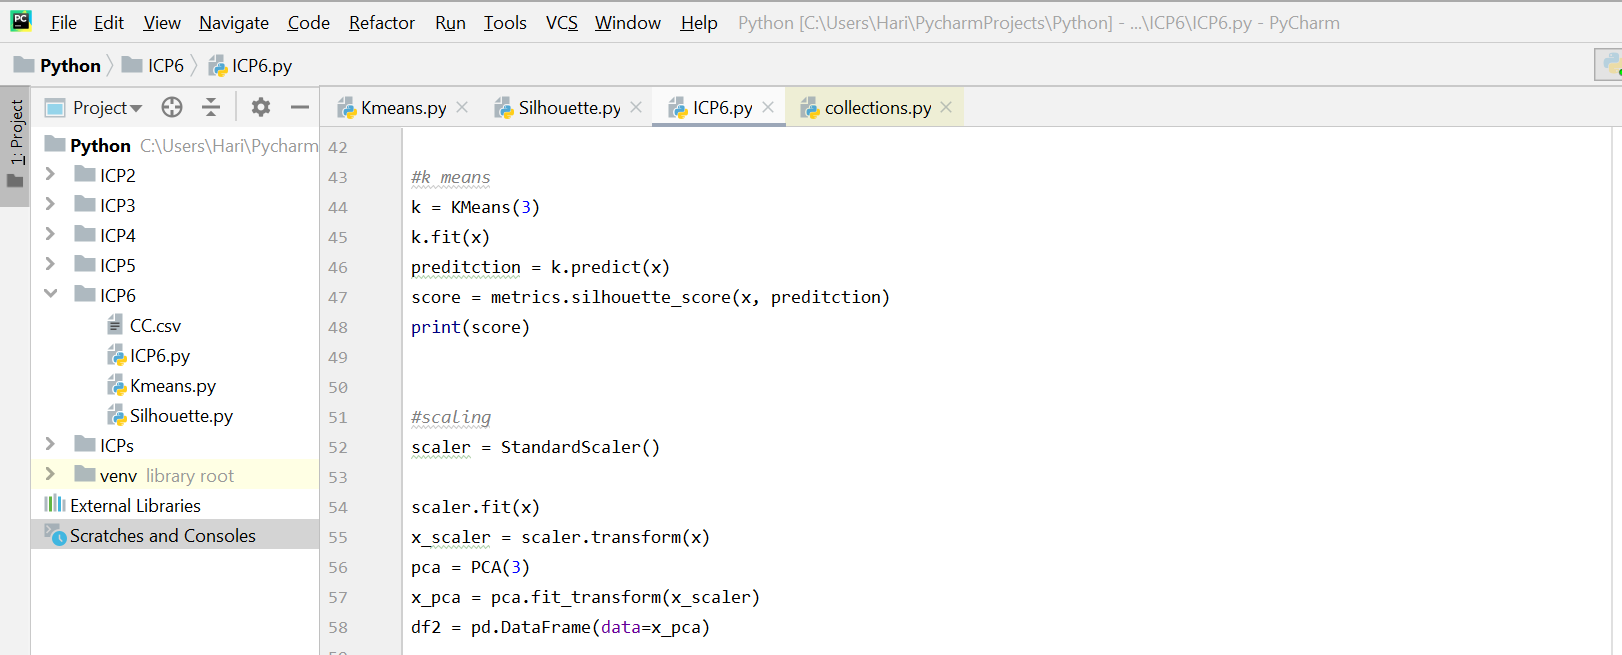 PC File Edit View Navigate Code Refactor Run Tools VCS Window Help Python [C:\Users\Hari\PycharmProjects\Python] - ...\ICP6\ICP6.py - PyCharm
Python ICP6 ICP6.py
1: Project
Project
Kmeans.py Silhouette.py ICP6.py collections.py
Python C:\Users\Hari\Pycharm
ICP2
ICP3
ICP4
ICP5
ICP6
CC.csv
ICP6.py
Kmeans.py
Silhouette.py
ICPs
venv library root
External Libraries
Scratches and Consoles
42
43 #k means
44 k = KMeans(3)
45 k.fit(x)
46 preditction = k.predict(x)
47 score = metrics.silhouette_score(x, preditction)
48 print(score)
49
50
51 #scaling
52 scaler = StandardScaler()
53
54 scaler.fit(x)
55 x_scaler = scaler.transform(x)
56 pca = PCA(3)
57 x_pca = pca.fit_transform(x_scaler)
58 df2 = pd.DataFrame(data=x_pca)